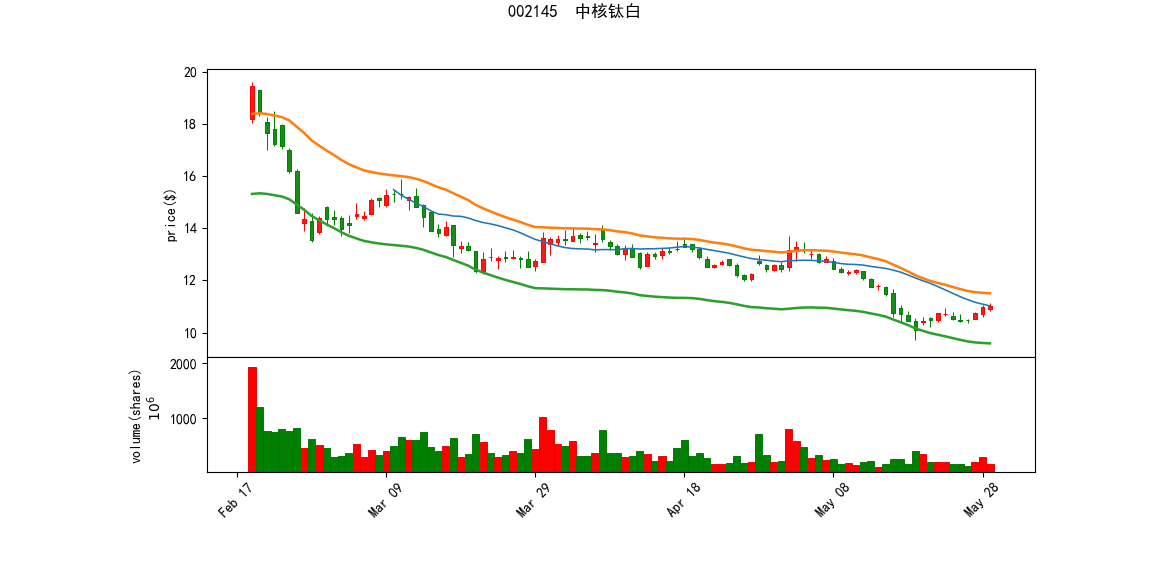 002145 中核钛白
price($)
20
18
16
14
12
10
volume(shares)
10^6
2000
1000
Feb 17
Mar 09
Mar 29
Apr 18
May 08
May 28